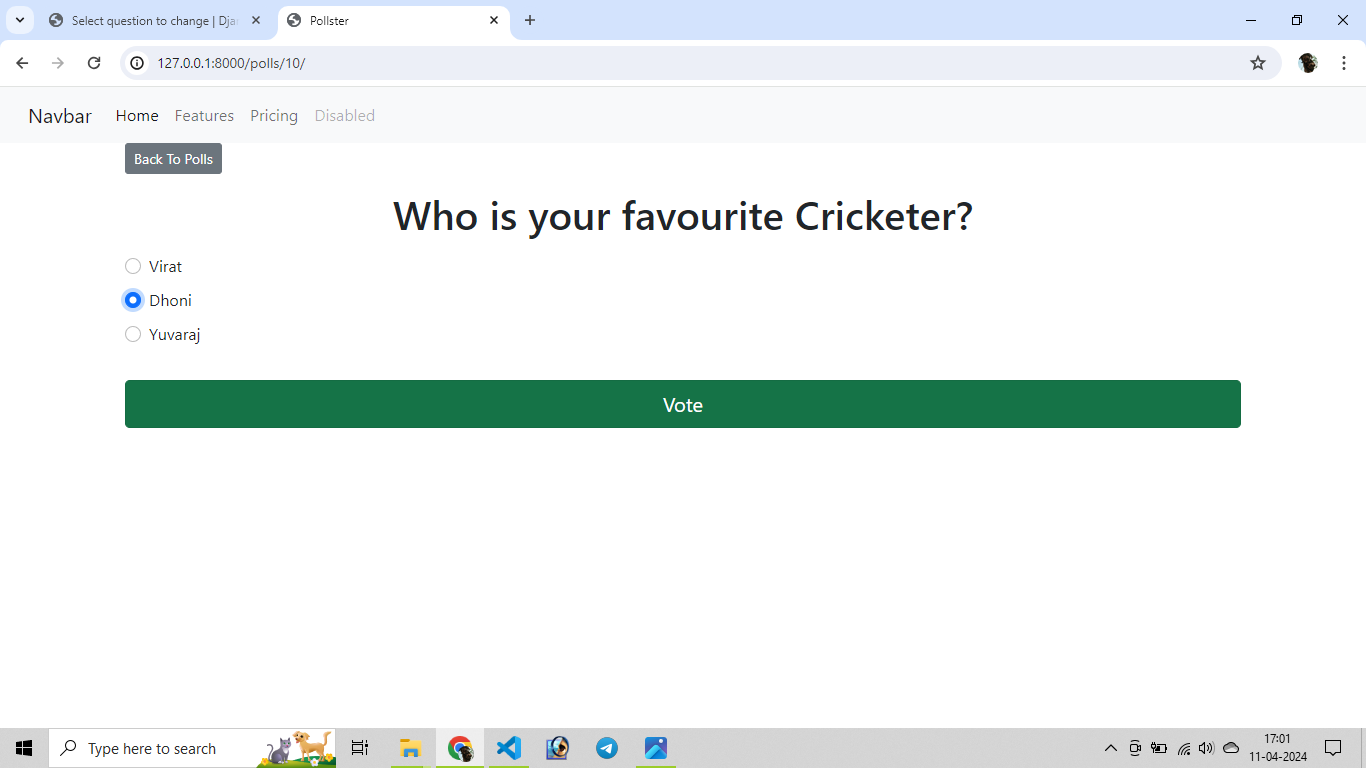 Select question to change | Dja
Pollster
127.0.0.1:8000/polls/10/
Navbar Home Features Pricing Disabled
Back To Polls
Who is your favourite Cricketer?
Virat
Dhoni
Yuvaraj
Vote
Type here to search
17:01
11-04-2024